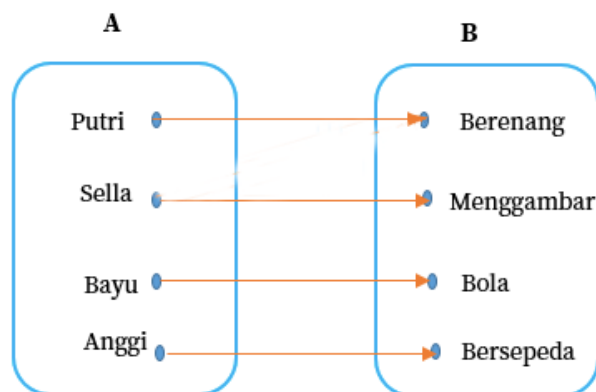 A B
Putri Berenang
Sella Menggambar
Bayu Bola
Anggi Bersepeda